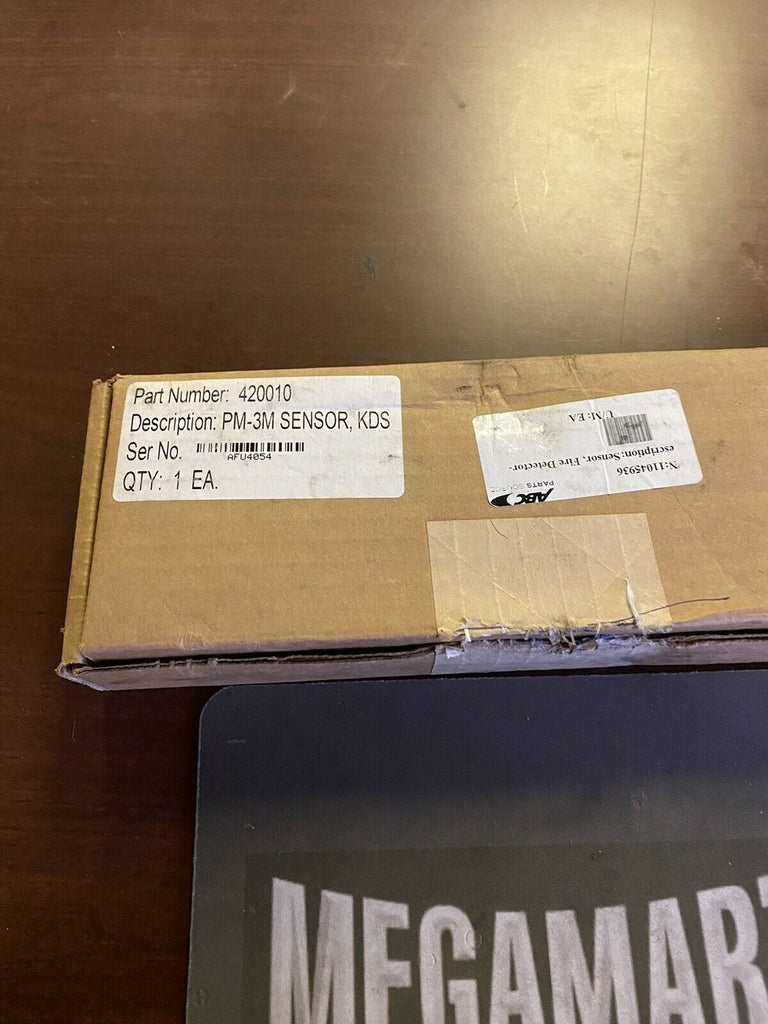 Part Number: 420010
Description: PM-3M SENSOR, KDS
Ser No.
AFU4054
QTY: 1 EA.
ABC
PARTS SOURCE
N:11045936
escription:Sensor, Fire Detector-
U/M: EA
MEGAMART